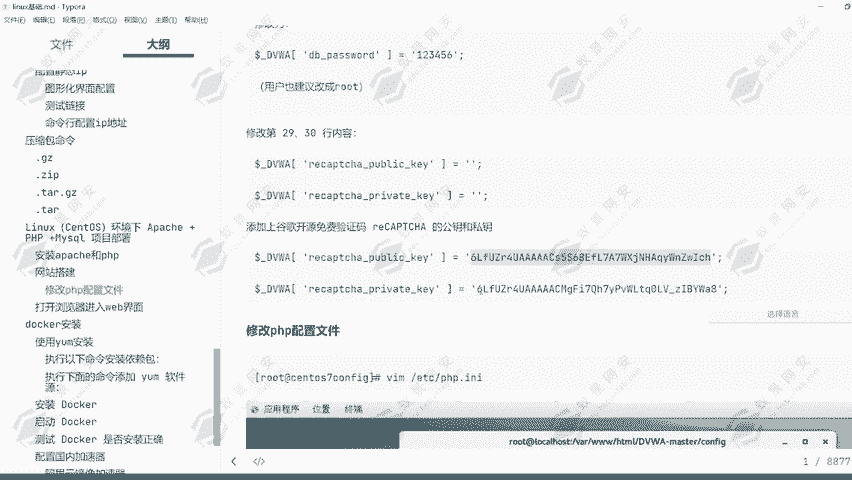 linux基础.md - Typora
文件(F) 编辑(E) 段落(P) 格式(O) 视图(V) 主题(T) 帮助(H)
文件 大纲
配置静态ip
图形化界面配置
测试链接
命令行配置ip地址
压缩包命令
.gz
.zip
.tar.gz
.tar
Linux (CentOS) 环境下 Apache +
PHP +Mysql 项目部署
安装apache和php
网站搭建
修改php配置文件
打开浏览器进入web界面
docker安装
使用yum安装
执行以下命令安装依赖包:
执行下面的命令添加 yum 软件
源:
安装 Docker
启动 Docker
测试 Docker 是否安装正确
配置国内加速器
$_DVWA[ 'db_password' ] = '123456';
(用户也建议改成root)
修改第 29、30 行内容:
$_DVWA[ 'recaptcha_public_key' ] = '';
$_DVWA[ 'recaptcha_private_key' ] = '';
添加上谷歌开源免费验证码 reCAPTCHA 的公钥和私钥
$_DVWA[ 'recaptcha_public_key' ] = '6LfUZr4UAAAAACs5S68EfL7A7WXjNHAqyWnZwIch';
$_DVWA[ 'recaptcha_private_key' ] = '6LfUZr4UAAAAACMgFi7Qh7yPvWLtq0LV_zIBYWa8';
选择语言
修改php配置文件
[root@centos7config]# vim /etc/php.ini
应用程序 位置 终端
root@localhost:/var/www/html/DVWA-master/config
1 / 8877